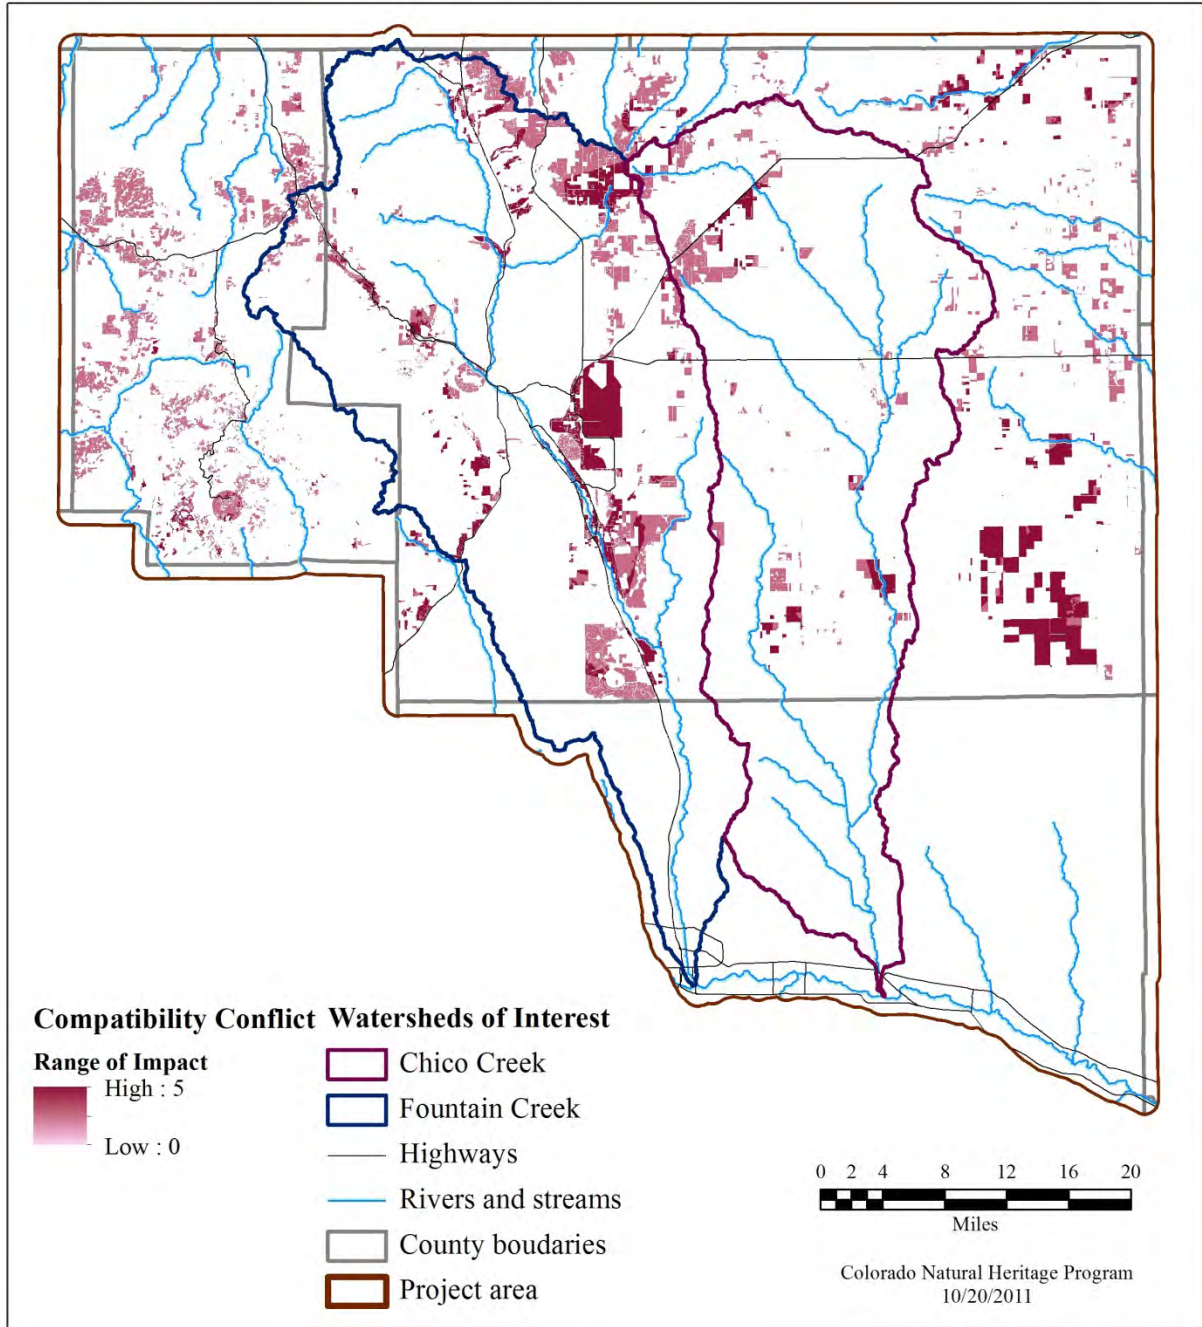 Compatibility Conflict
Range of Impact
High : 5
Low : 0
Watersheds of Interest
Chico Creek
Fountain Creek
Highways
Rivers and streams
County boudaries
Project area
0 2 4 8 12 16 20
Miles
Colorado Natural Heritage Program
10/20/2011